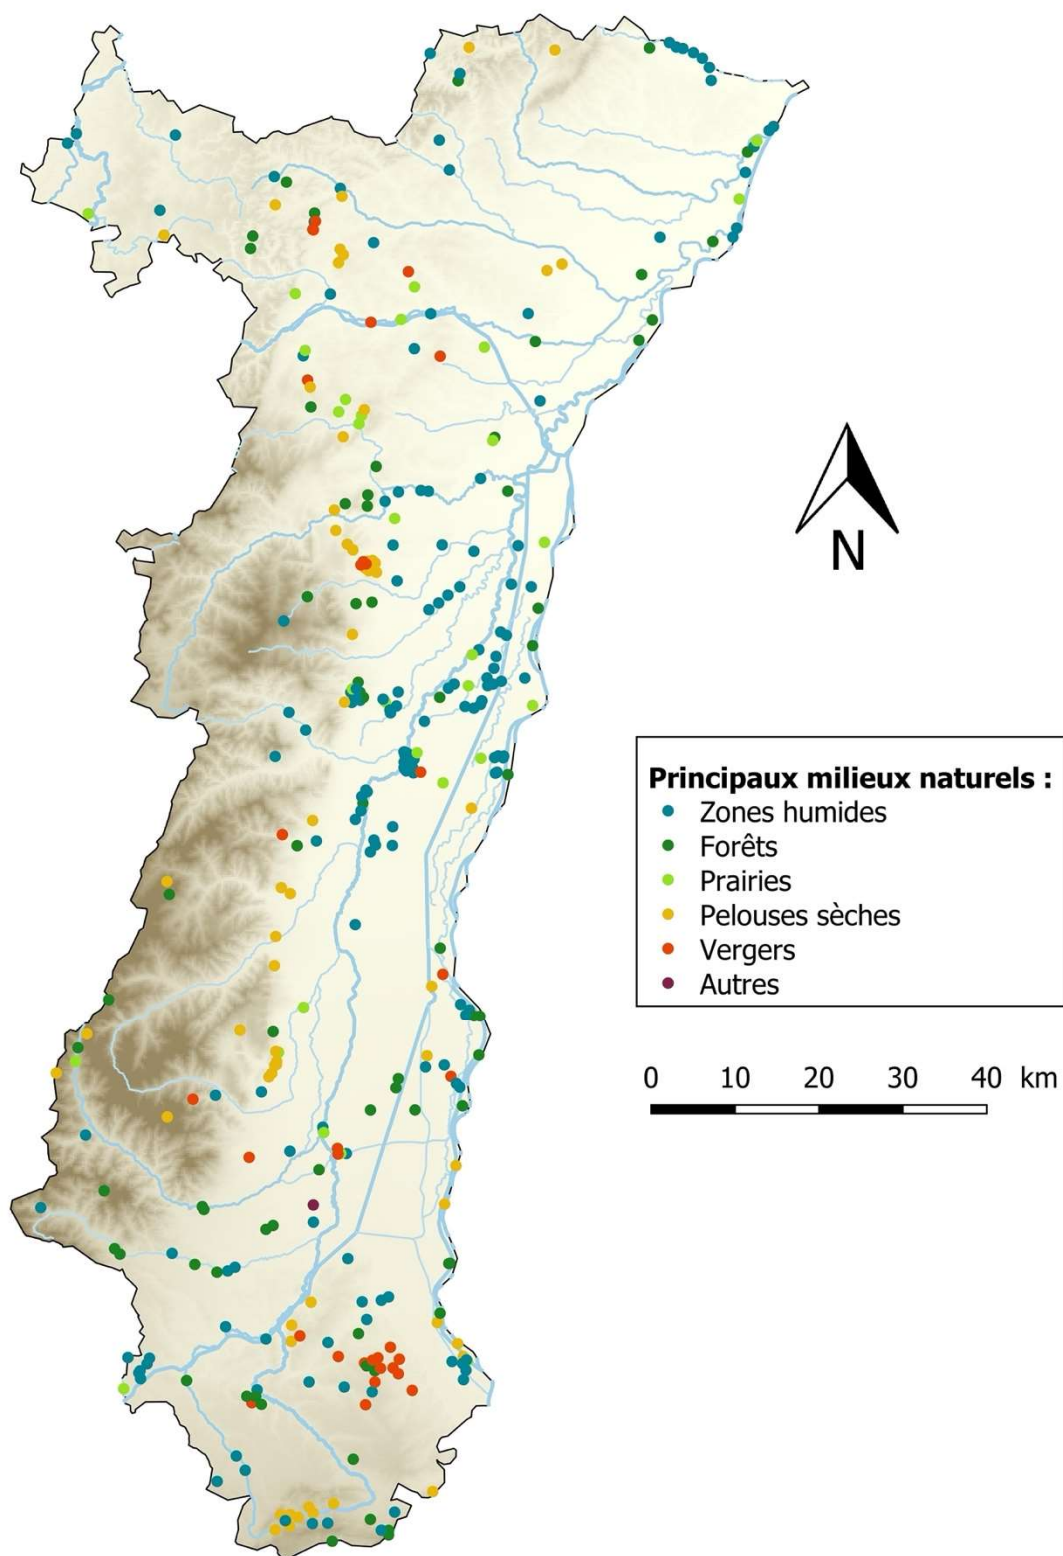 N
Principaux milieux naturels :
Zones humides
Forêts
Prairies
Pelouses sèches
Vergers
Autres
0 10 20 30 40 km